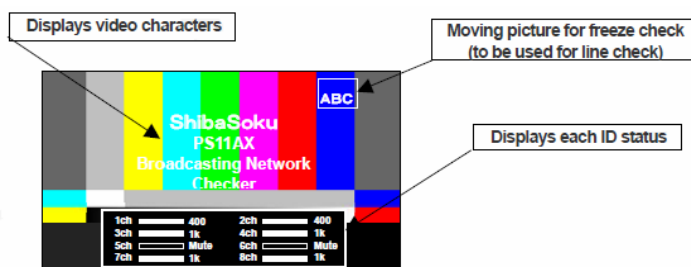 Displays video characters
Moving picture for freeze check
(to be used for line check)
ABC
ShibaSoku
PS11AX
Broadcasting Network
Checker
Displays each ID status
1ch 400 2ch 400
3ch 1k 4ch 1k
5ch Mute 6ch Mute
7ch 1k 8ch 1k